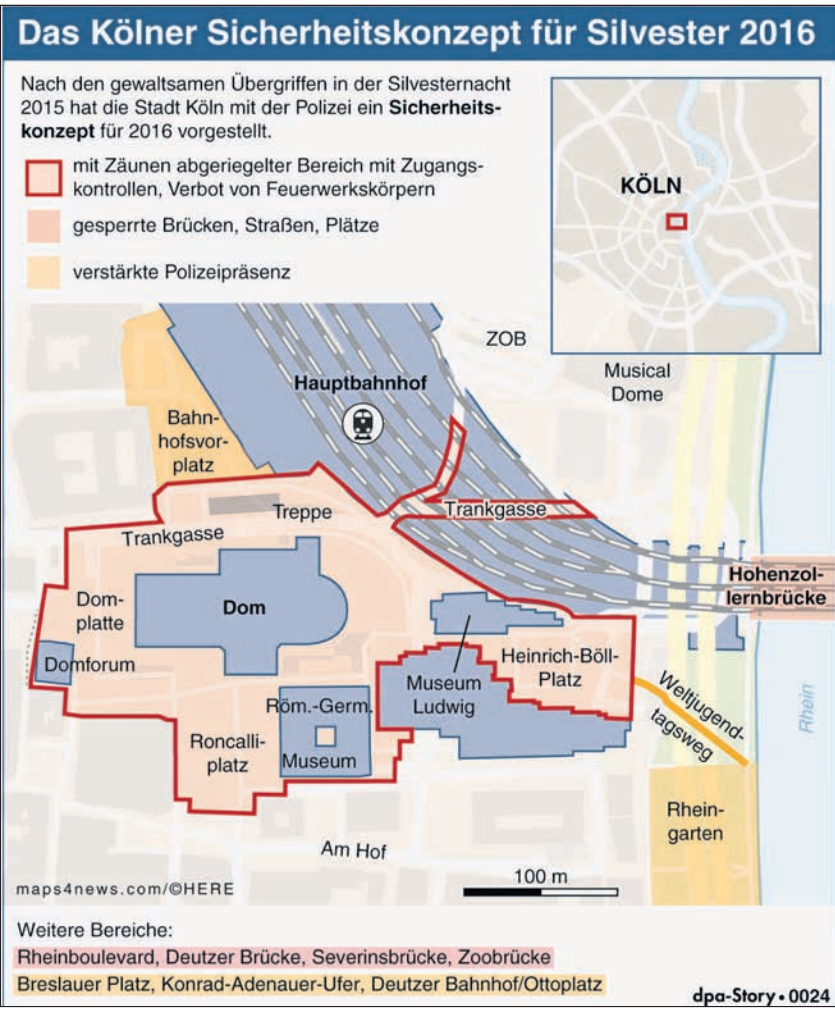 Das Kölner Sicherheitskonzept für Silvester 2016
Nach den gewaltsamen Übergriffen in der Silvesternacht
2015 hat die Stadt Köln mit der Polizei ein Sicherheits-
konzept für 2016 vorgestellt.
mit Zäunen abgeriegelter Bereich mit Zugangs-
kontrollen, Verbot von Feuerwerkskörpern
gesperrte Brücken, Straßen, Plätze
verstärkte Polizeipräsenz
KÖLN
ZOB
Musical
Dome
Hauptbahnhof
Bahn-
hofsvor-
platz
Treppe
Trankgasse
Trankgasse
Hohenzol-
lernbrücke
Dom-
platte
Dom
Domforum
Heinrich-Böll-
Platz
Museum
Ludwig
Weltjugend-
tagsweg
Rhein
Röm.-Germ.
Museum
Roncalli-
platz
Rhein-
garten
Am Hof
100 m
maps4news.com/©HERE
Weitere Bereiche:
Rheinboulevard, Deutzer Brücke, Severinsbrücke, Zoobrücke
Breslauer Platz, Konrad-Adenauer-Ufer, Deutzer Bahnhof/Ottoplatz
dpa-Story • 0024